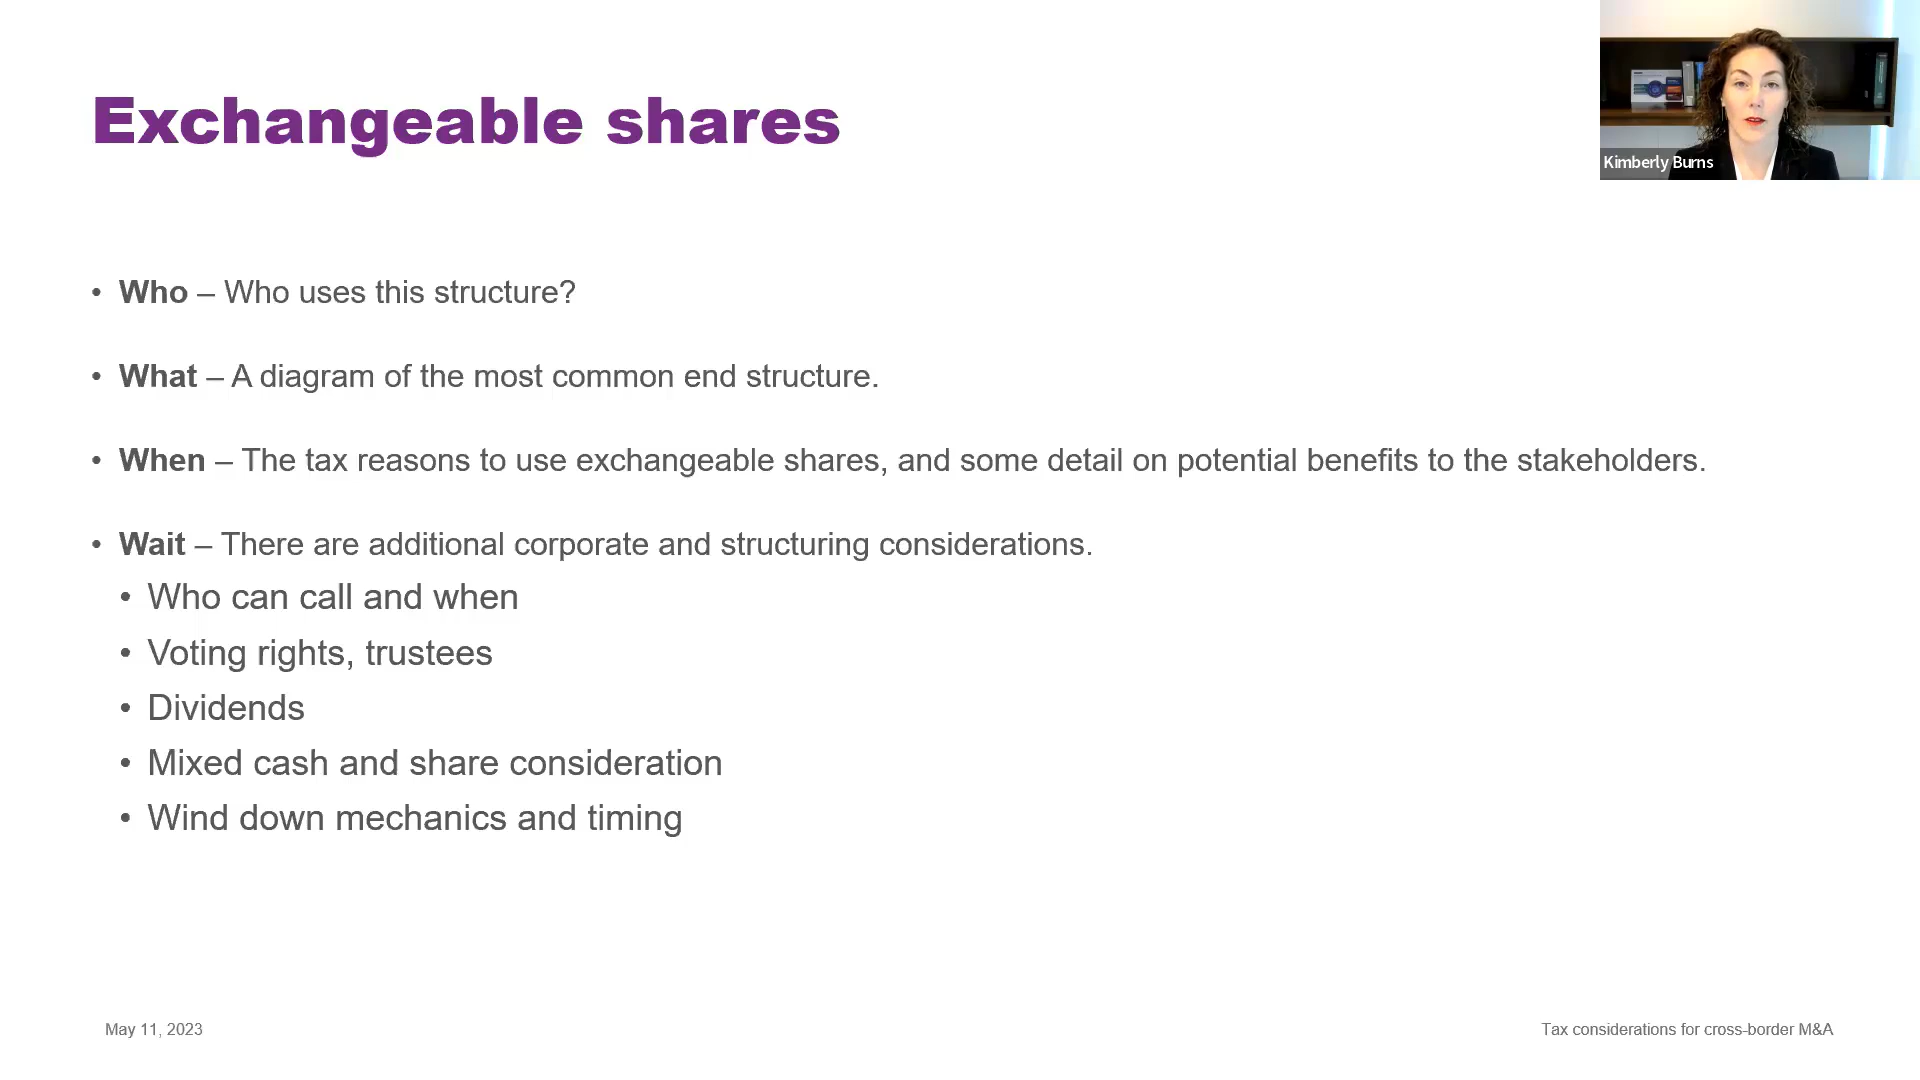 Exchangeable shares
Kimberly Burns
• Who – Who uses this structure?
• What – A diagram of the most common end structure.
• When – The tax reasons to use exchangeable shares, and some detail on potential benefits to the stakeholders.
• Wait – There are additional corporate and structuring considerations.
• Who can call and when
• Voting rights, trustees
• Dividends
• Mixed cash and share consideration
• Wind down mechanics and timing
May 11, 2023
Tax considerations for cross-border M&A